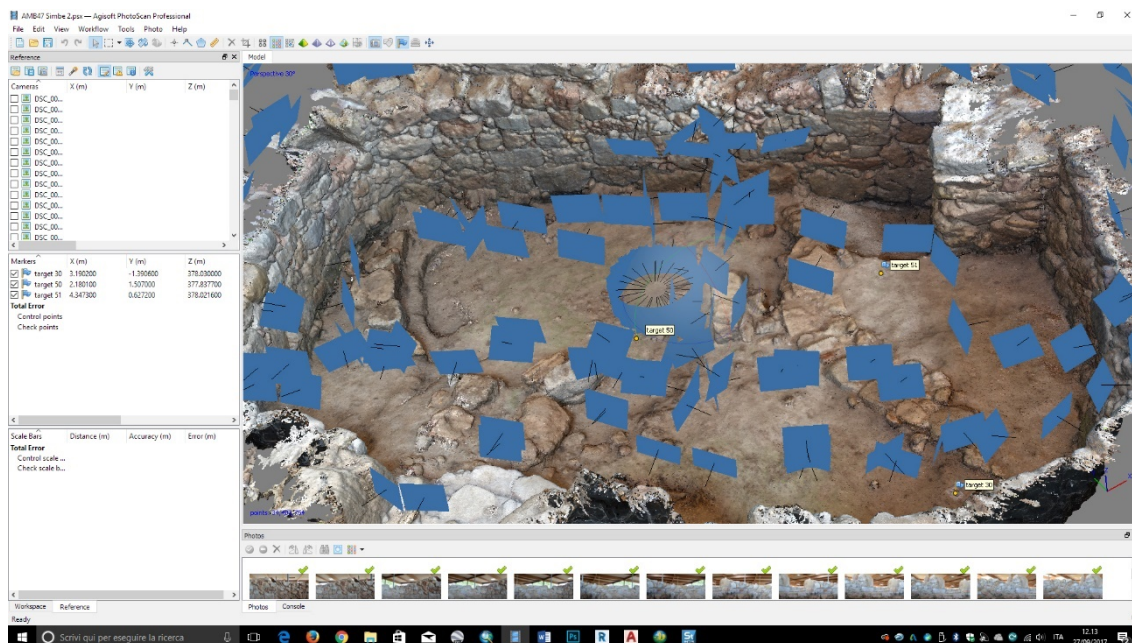 AMB47 Simbe 2.psx — Agisoft PhotoScan Professional
File Edit View Workflow Tools Photo Help
Reference
Model
Perspective 30°
Cameras X (m) Y (m) Z (m)
DSC_00...
DSC_00...
DSC_00...
DSC_00...
DSC_00...
DSC_00...
DSC_00...
DSC_00...
DSC_00...
DSC_00...
DSC_00...
DSC_00...
DSC_00...
DSC_00...
Markers X (m) Y (m) Z (m)
target 30 3.190200 -1.390600 378.030000
target 50 2.180100 1.507000 377.837700
target 51 4.347300 0.627200 378.021600
Total Error
Control points
Check points
target 51
target 50
target 30
X
Scale Bars Distance (m) Accuracy (m) Error (m)
Total Error
Control scale ...
Check scale b...
Photos
Workspace Reference
Photos Console
Ready
Scrivi qui per eseguire la ricerca
ITA
12.13
27/09/2017